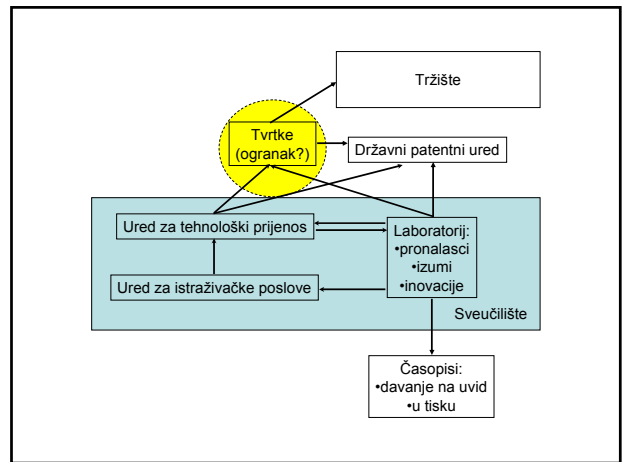 Tržište
Tvrtke
(ogranak?)
Državni patentni ured
Ured za tehnološki prijenos
Laboratorij:
•pronalasci
•izumi
•inovacije
Ured za istraživačke poslove
Sveučilište
Časopisi:
•davanje na uvid
•u tisku